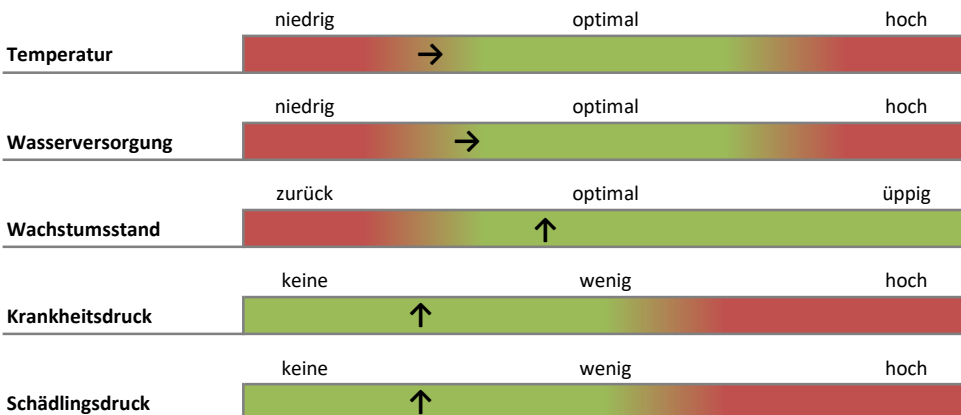 niedrig optimal hoch
Temperatur →
niedrig optimal hoch
Wasserversorgung →
zurück optimal üppig
Wachstumsstand ↑
keine wenig hoch
Krankheitsdruck ↑
keine wenig hoch
Schädlingsdruck ↑